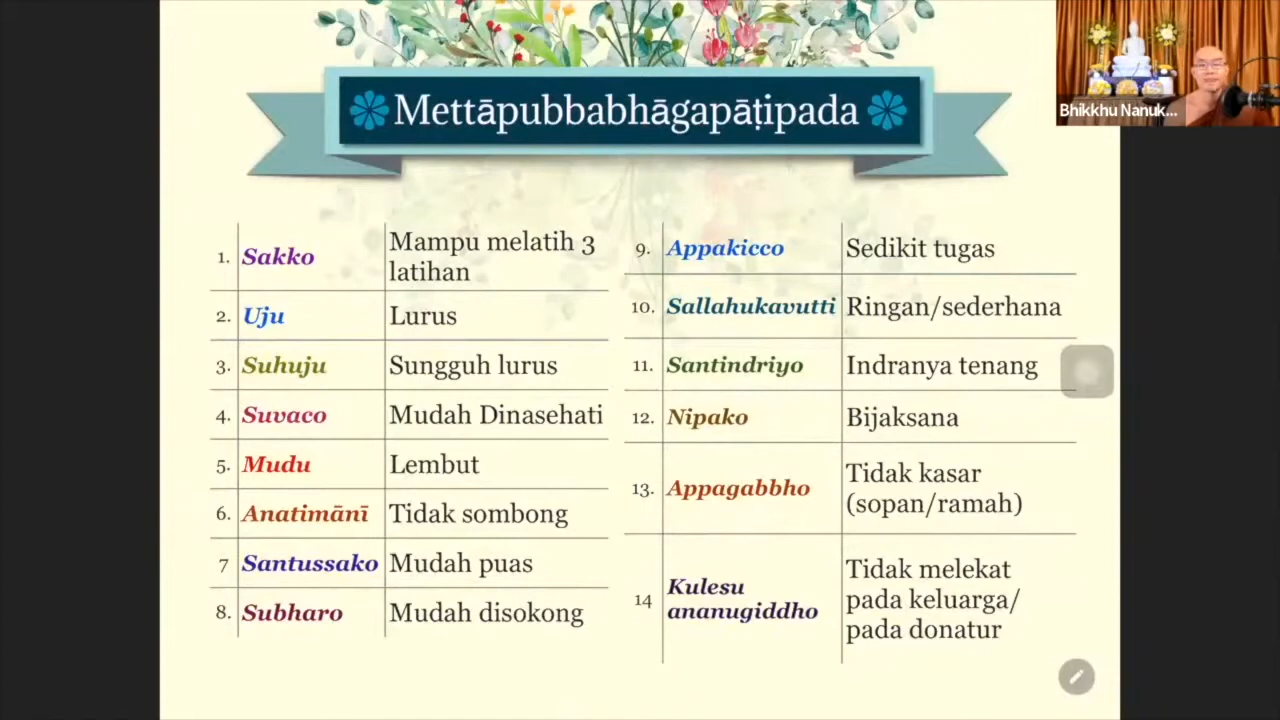 Mettāpubbabhāgapāṭipada
Bhikkhu Nanuk...
1. Sakko Mampu melatih 3
latihan
2. Uju Lurus
3. Suhuju Sungguh lurus
4. Suvaco Mudah Dinasehati
5. Mudu Lembut
6. Anatimānī Tidak sombong
7 Santussako Mudah puas
8. Subharo Mudah disokong
9. Appakicco Sedikit tugas
10. Sallahukavutti Ringan/sederhana
11. Santindriyo Indranya tenang
12. Nipako Bijaksana
13. Appagabbho Tidak kasar
(sopan/ramah)
14 Kulesu
ananugiddho
Tidak melekat
pada keluarga/
pada donatur